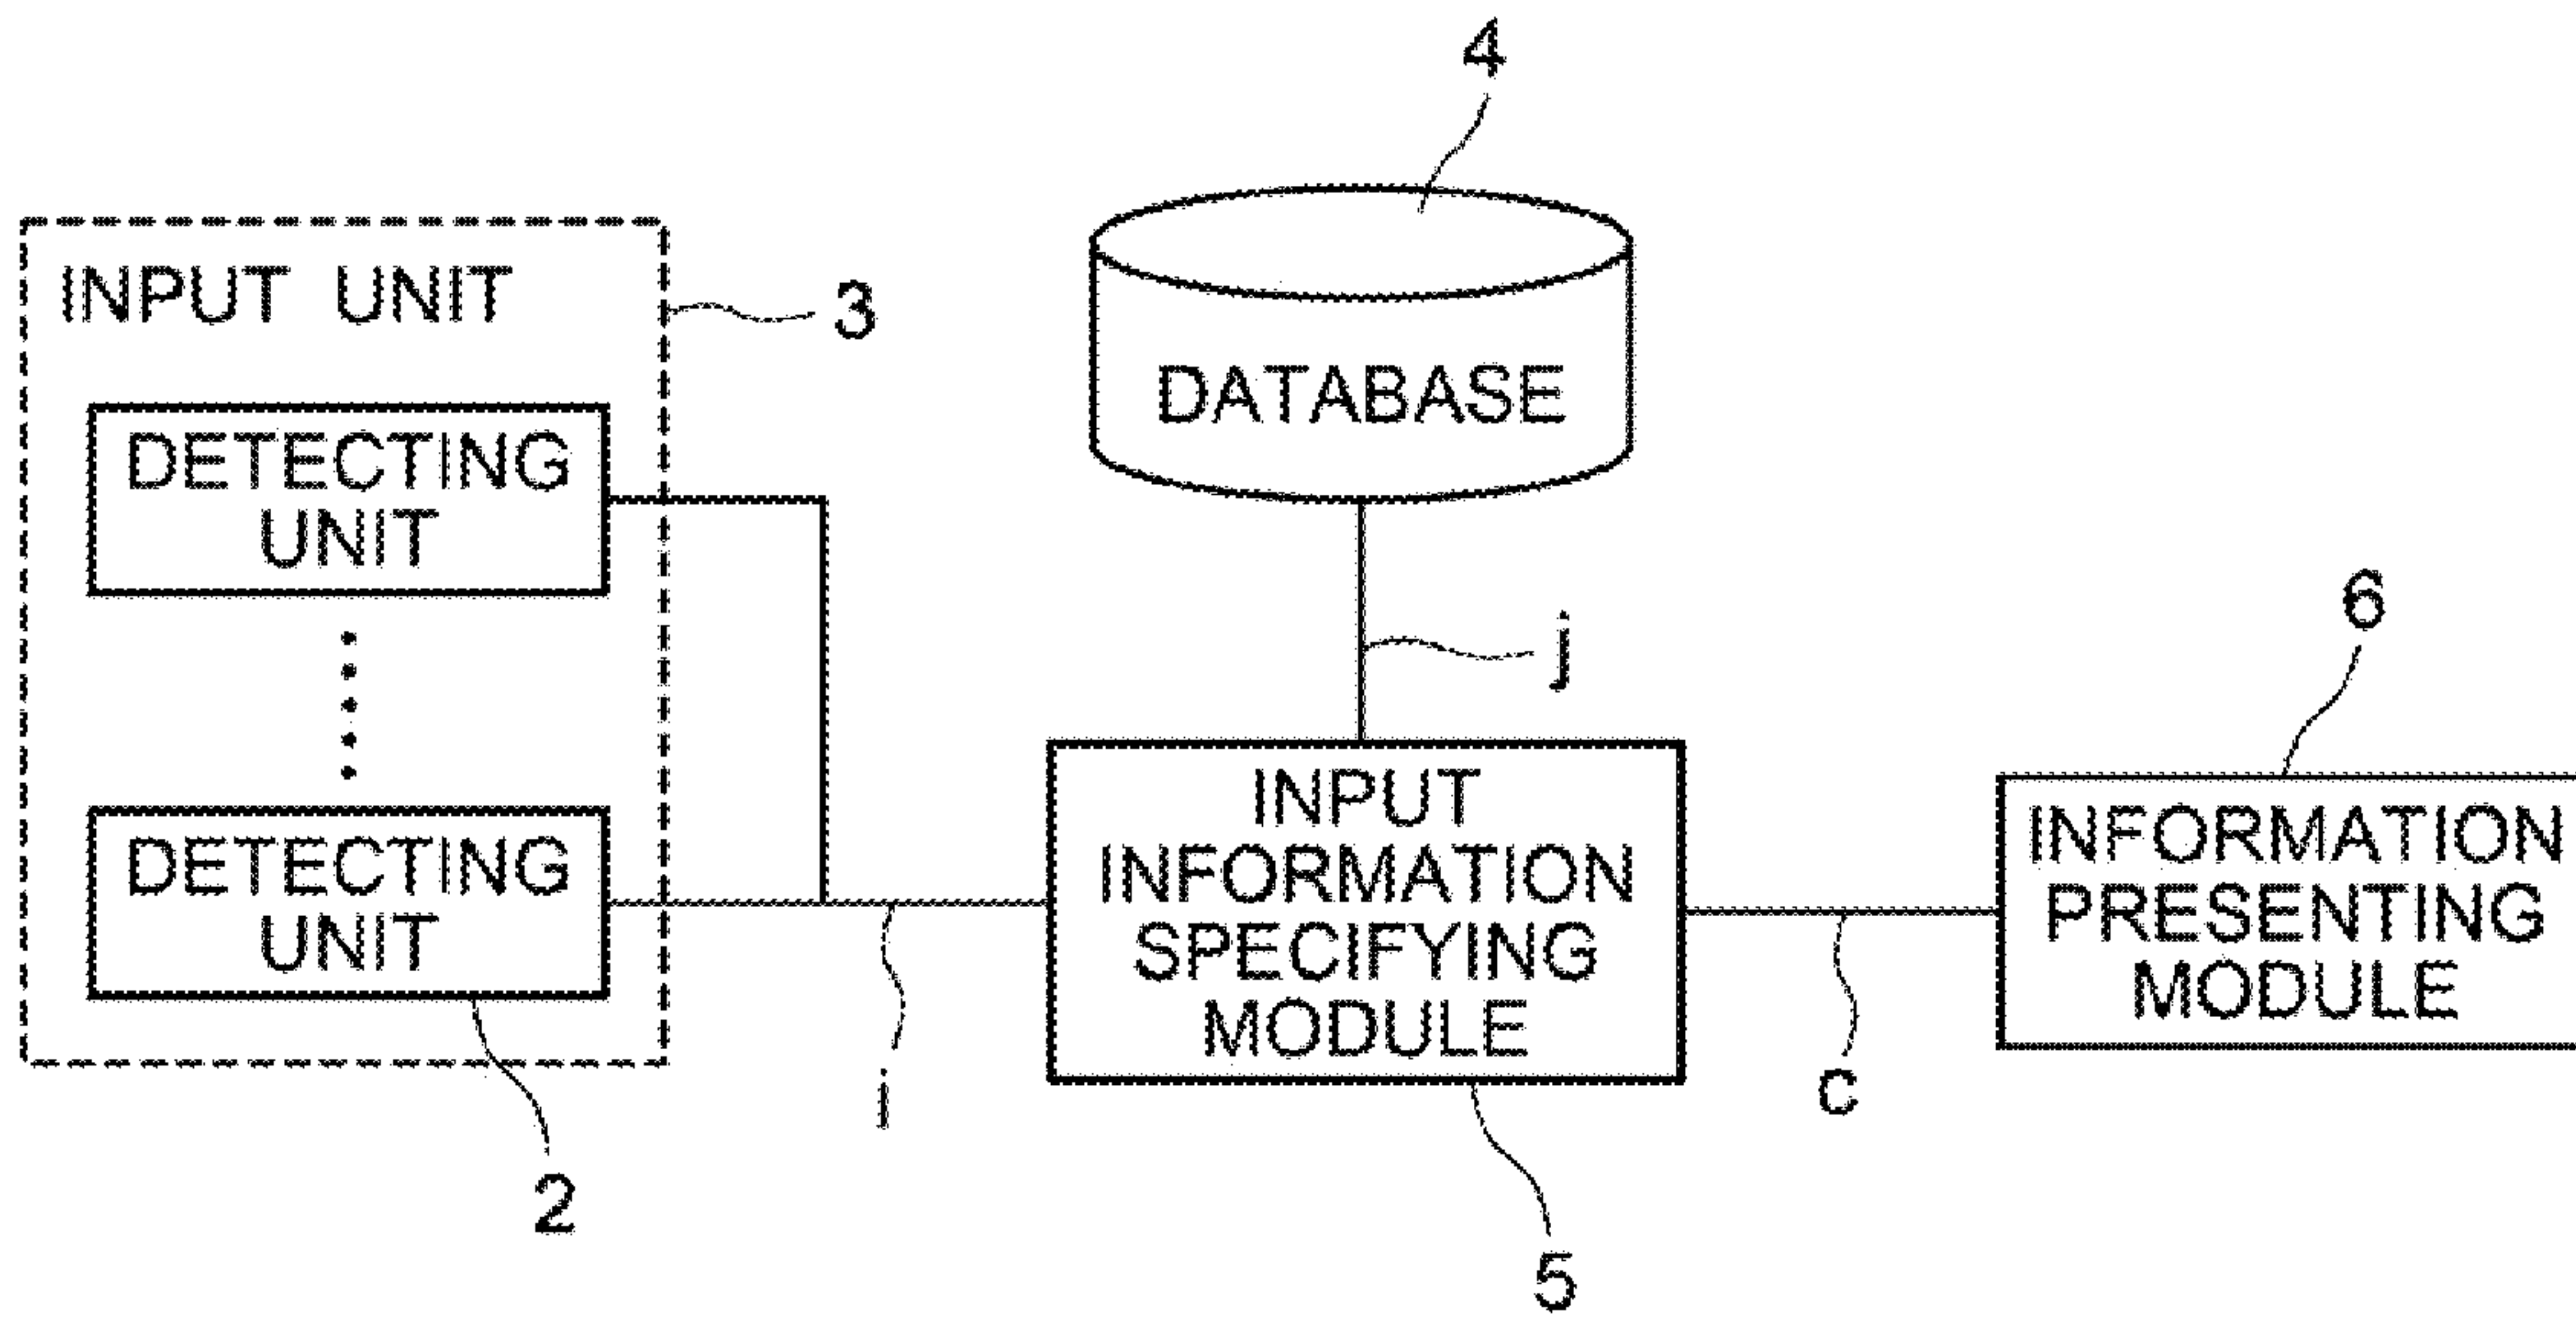 4
INPUT UNIT
3
DATABASE
DETECTING
UNIT
j
6
DETECTING
UNIT
INPUT
INFORMATION
SPECIFYING
MODULE
INFORMATION
PRESENTING
MODULE
i
c
2
5